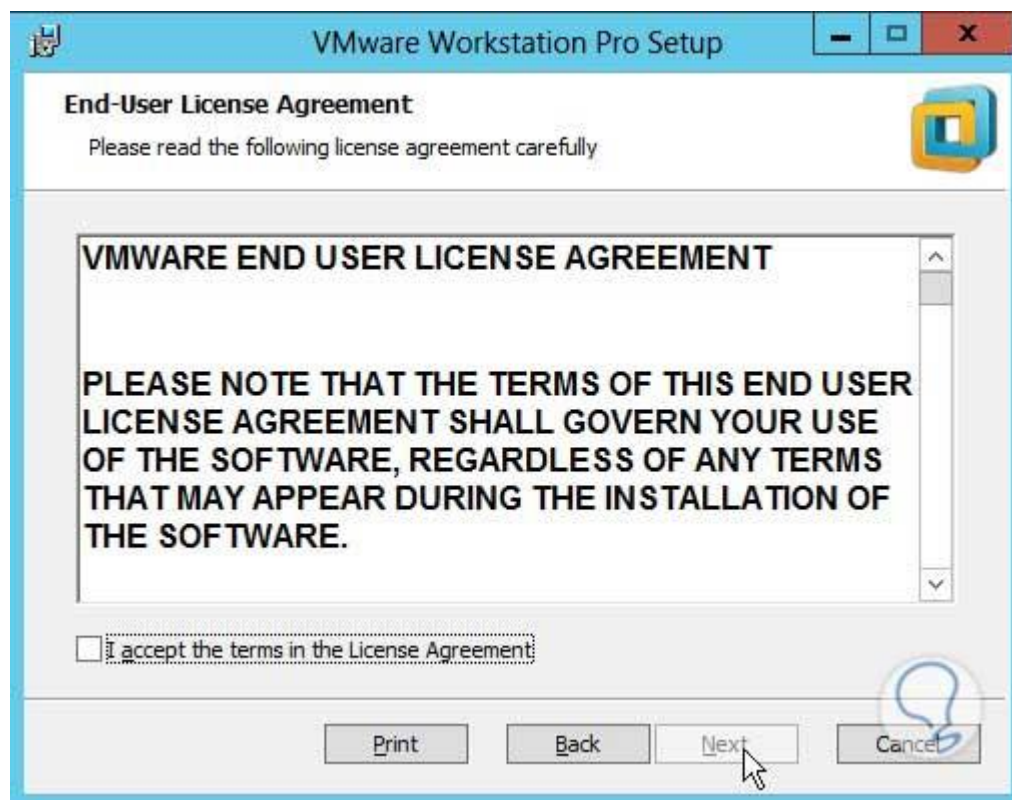 VMware Workstation Pro Setup
End-User License Agreement
Please read the following license agreement carefully
VMWARE END USER LICENSE AGREEMENT
PLEASE NOTE THAT THE TERMS OF THIS END USER
LICENSE AGREEMENT SHALL GOVERN YOUR USE
OF THE SOFTWARE, REGARDLESS OF ANY TERMS
THAT MAY APPEAR DURING THE INSTALLATION OF
THE SOFTWARE.
I accept the terms in the License Agreement
Print Back Next Cancel